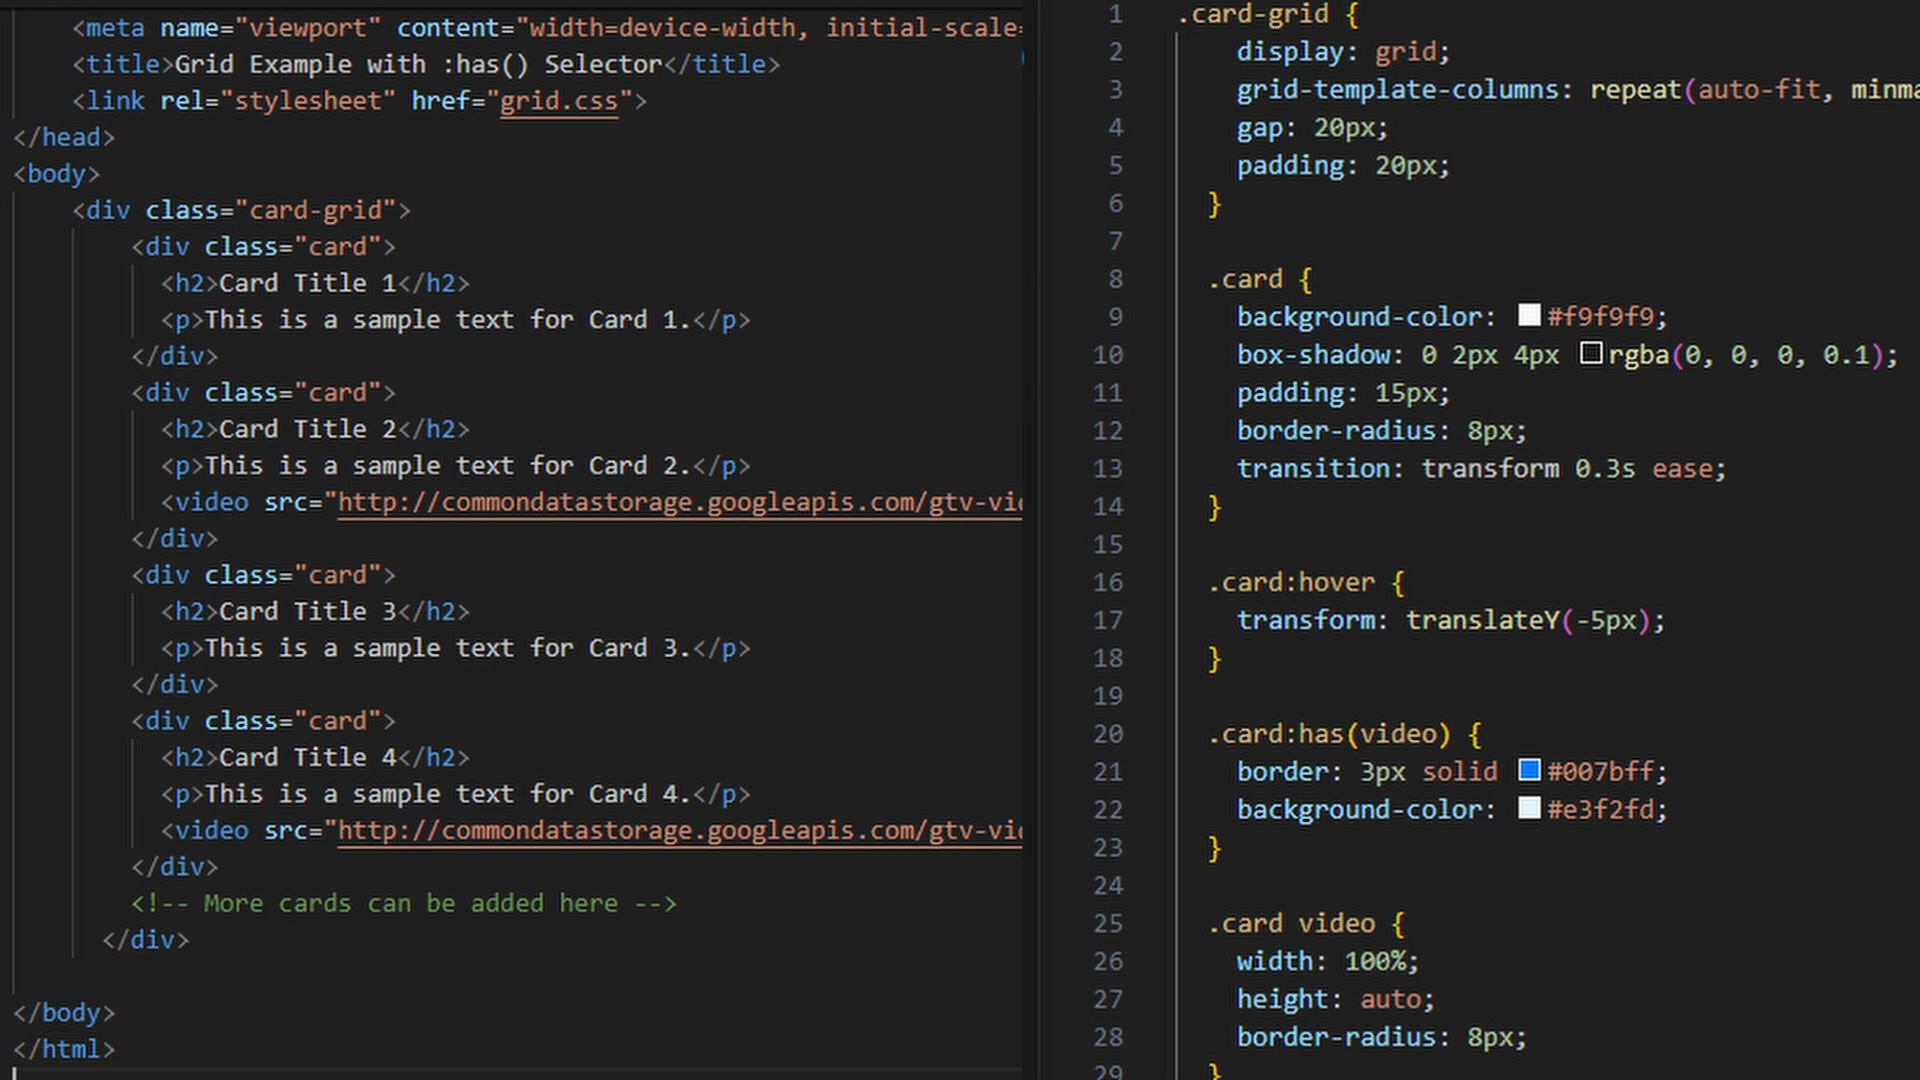 <meta name="viewport" content="width=device-width, initial-scale=
<title>Grid Example with :has() Selector</title>
<link rel="stylesheet" href="grid.css">
</head>
<body>
<div class="card-grid">
<div class="card">
<h2>Card Title 1</h2>
<p>This is a sample text for Card 1.</p>
</div>
<div class="card">
<h2>Card Title 2</h2>
<p>This is a sample text for Card 2.</p>
<video src="http://commondatastorage.googleapis.com/gtv-vi
</div>
<div class="card">
<h2>Card Title 3</h2>
<p>This is a sample text for Card 3.</p>
</div>
<div class="card">
<h2>Card Title 4</h2>
<p>This is a sample text for Card 4.</p>
<video src="http://commondatastorage.googleapis.com/gtv-vi
</div>
<!-- More cards can be added here -->
</div>
</body>
</html>
1 .card-grid {
2 display: grid;
3 grid-template-columns: repeat(auto-fit, minm
4 gap: 20px;
5 padding: 20px;
6 }
7
8 .card {
9 background-color: #f9f9f9;
10 box-shadow: 0 2px 4px rgba(0, 0, 0, 0.1);
11 padding: 15px;
12 border-radius: 8px;
13 transition: transform 0.3s ease;
14 }
15
16 .card:hover {
17 transform: translateY(-5px);
18 }
19
20 .card:has(video) {
21 border: 3px solid #007bff;
22 background-color: #e3f2fd;
23 }
24
25 .card video {
26 width: 100%;
27 height: auto;
28 border-radius: 8px;
29 }